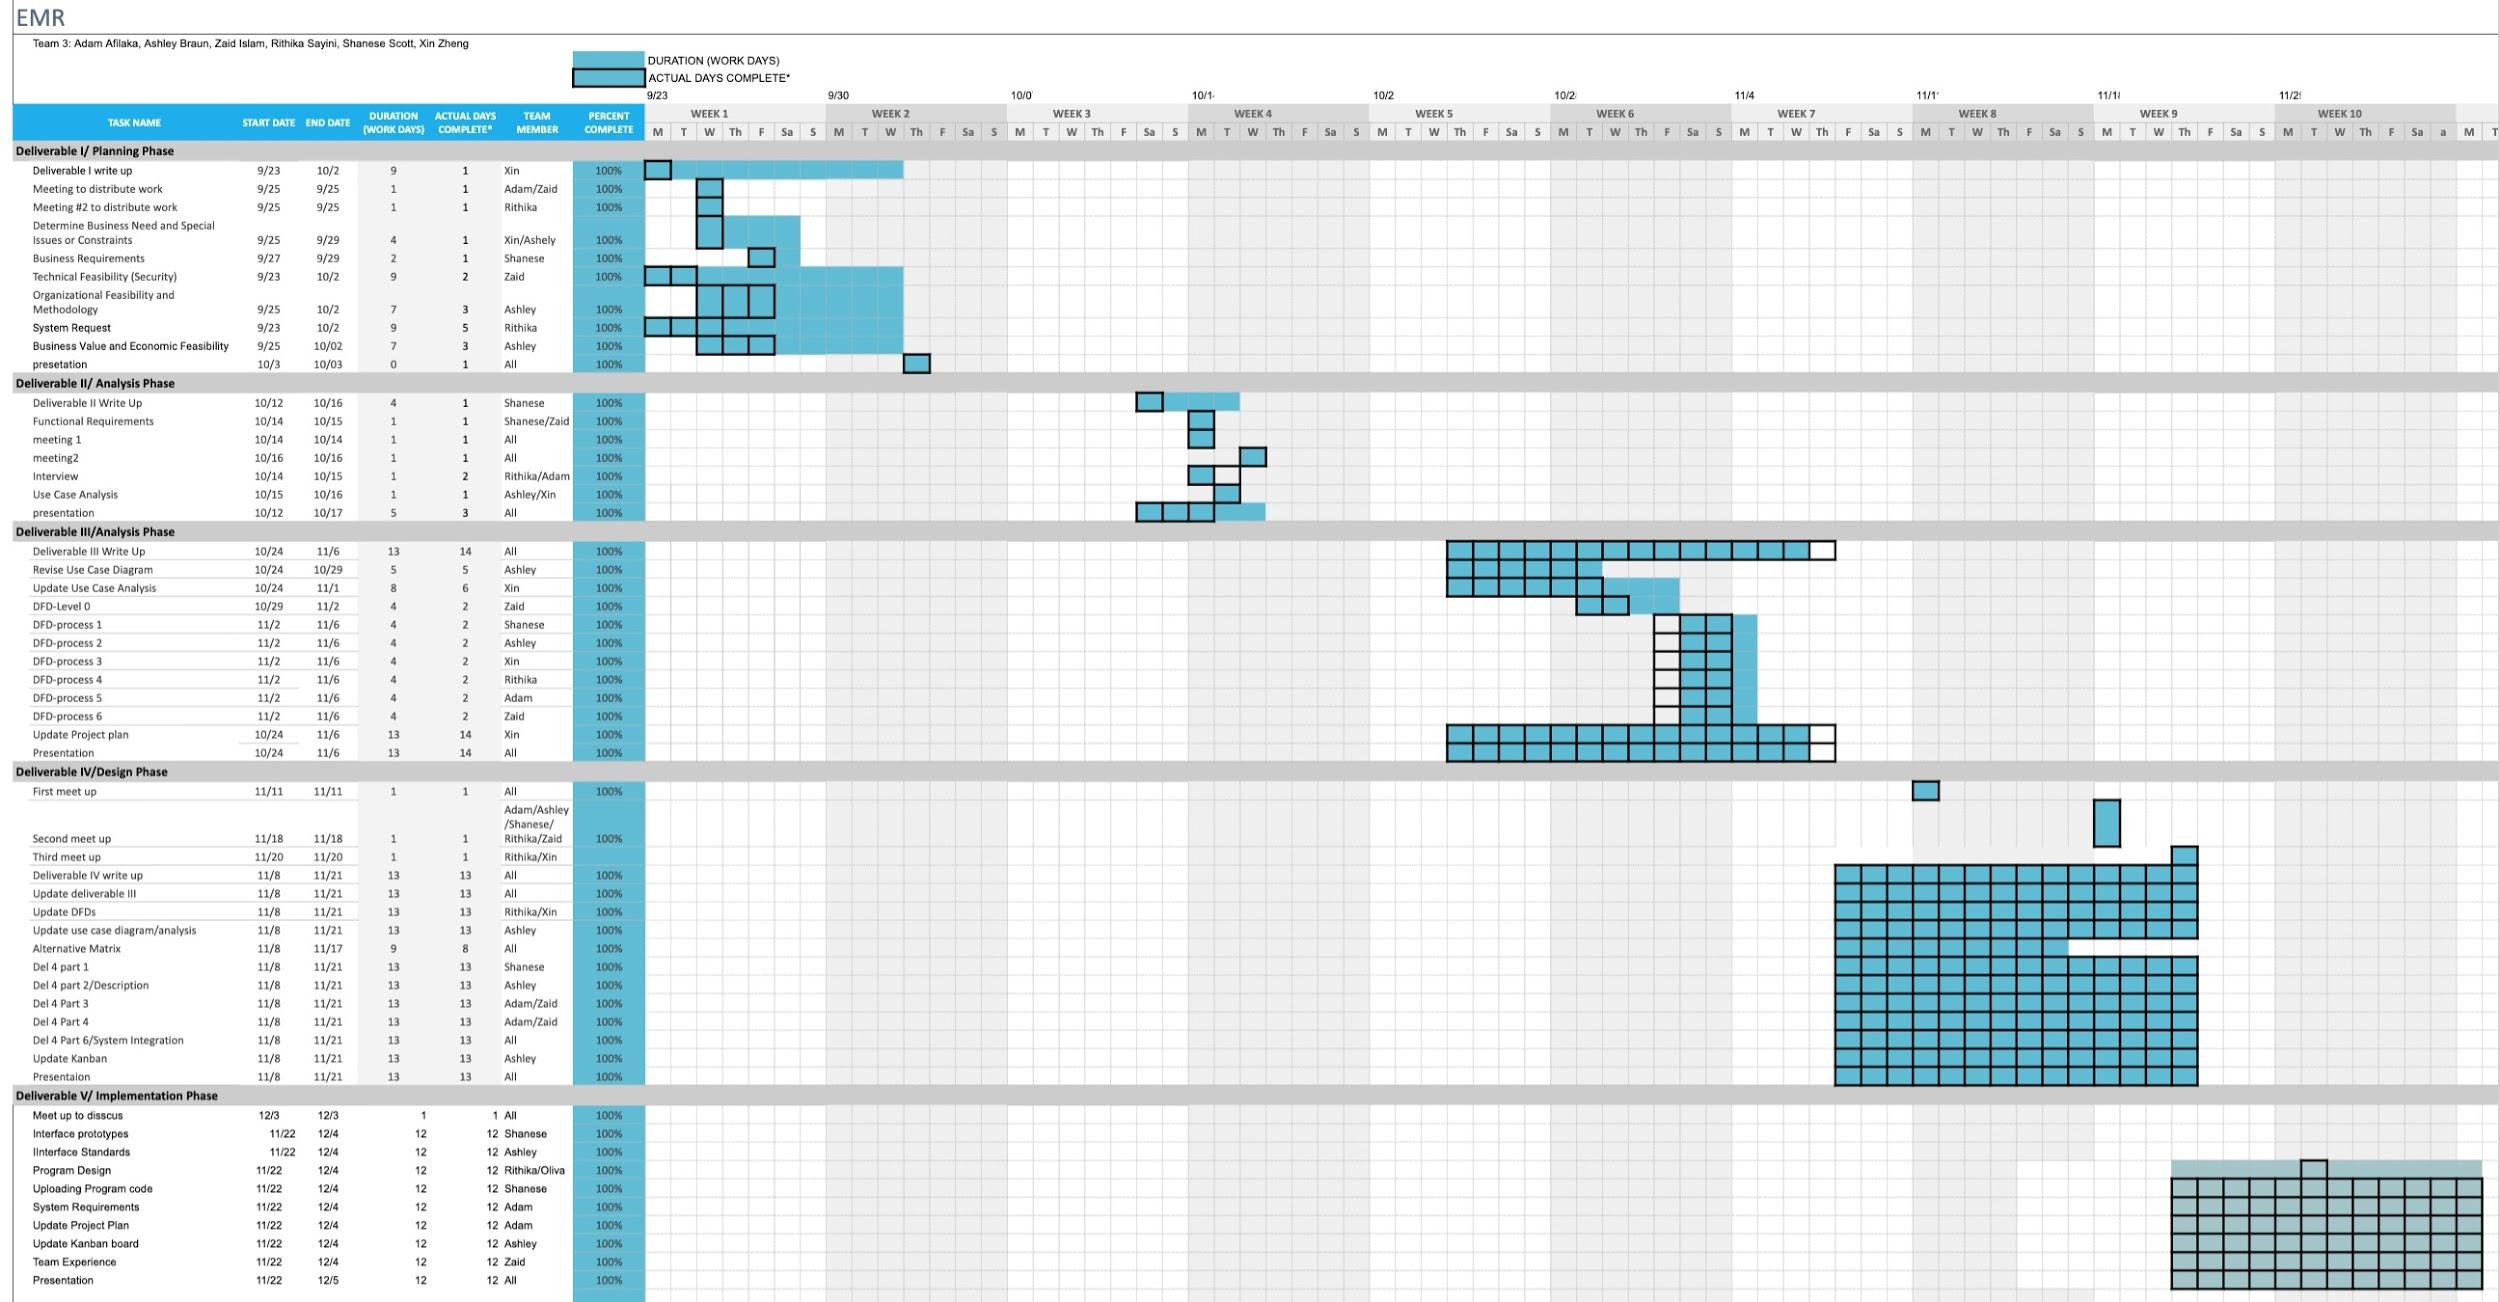 EMR
Team 3: Adam Afilaka, Ashley Braun, Zaid Islam, Rithika Sayini, Shanese Scott, Xin Zheng
DURATION (WORK DAYS)
ACTUAL DAYS COMPLETE*
9/23 9/30 10/0 10/1 10/2 10/2 11/4 11/1 11/1 11/2
TASK NAME START DATE END DATE DURATION (WORK DAYS) ACTUAL DAYS COMPLETE* TEAM MEMBER PERCENT COMPLETE WEEK 1 WEEK 2 WEEK 3 WEEK 4 WEEK 5 WEEK 6 WEEK 7 WEEK 8 WEEK 9 WEEK 10
M T W Th F Sa S M T W Th F Sa S M T W Th F Sa S M T W Th F Sa S M T W Th F Sa S M T W Th F Sa S M T W Th F Sa S M T W Th F Sa S M T W Th F Sa S M T W Th F Sa a M T
Deliverable I/ Planning Phase
Deliverable I write up 9/23 10/2 9 1 Xin 100%
Meeting to distribute work 9/25 9/25 1 1 Adam/Zaid 100%
Meeting #2 to distribute work 9/25 9/25 1 1 Rithika 100%
Determine Business Need and Special
Issues or Constraints 9/25 9/29 4 1 Xin/Ashely 100%
Business Requirements 9/27 9/29 2 1 Shanese 100%
Technical Feasibility (Security) 9/23 10/2 9 2 Zaid 100%
Organizational Feasibility and
Methodology 9/25 10/2 7 3 Ashley 100%
System Request 9/23 10/2 9 5 Rithika 100%
Business Value and Economic Feasibility 9/25 10/02 7 3 Ashley 100%
presetation 10/3 10/03 0 1 All 100%
Deliverable II/ Analysis Phase
Deliverable II Write Up 10/12 10/16 4 1 Shanese 100%
Functional Requirements 10/14 10/15 1 1 Shanese/Zaid 100%
meeting 1 10/14 10/14 1 1 All 100%
meeting2 10/16 10/16 1 1 All 100%
Interview 10/14 10/15 1 2 Rithika/Adam 100%
Use Case Analysis 10/15 10/16 1 1 Ashley/Xin 100%
presentation 10/12 10/17 5 3 All 100%
Deliverable III/Analysis Phase
Deliverable III Write Up 10/24 11/6 13 14 All 100%
Revise Use Case Diagram 10/24 10/29 5 5 Ashley 100%
Update Use Case Analysis 10/24 11/1 8 6 Xin 100%
DFD-Level 0 10/29 11/2 4 2 Zaid 100%
DFD-process 1 11/2 11/6 4 2 Shanese 100%
DFD-process 2 11/2 11/6 4 2 Ashley 100%
DFD-process 3 11/2 11/6 4 2 Xin 100%
DFD-process 4 11/2 11/6 4 2 Rithika 100%
DFD-process 5 11/2 11/6 4 2 Adam 100%
DFD-process 6 11/2 11/6 4 2 Zaid 100%
Update Project plan 10/24 11/6 13 14 Xin 100%
Presentation 10/24 11/6 13 14 All 100%
Deliverable IV/Design Phase
First meet up 11/11 11/11 1 1 All 100%
Adam/Ashley
/Shanese/
Second meet up 11/18 11/18 1 1 Rithika/Zaid 100%
Third meet up 11/20 11/20 1 1 Rithika/Xin
Deliverable IV write up 11/8 11/21 13 13 All 100%
Update deliverable III 11/8 11/21 13 13 All 100%
Update DFDs 11/8 11/21 13 13 Rithika/Xin 100%
Update use case diagram/analysis 11/8 11/21 13 13 Ashley 100%
Alternative Matrix 11/8 11/17 9 8 All 100%
Del 4 part 1 11/8 11/21 13 13 Shanese 100%
Del 4 part 2/Description 11/8 11/21 13 13 Ashley 100%
Del 4 Part 3 11/8 11/21 13 13 Adam/Zaid 100%
Del 4 Part 4 11/8 11/21 13 13 Adam/Zaid 100%
Del 4 Part 6/System Integration 11/8 11/21 13 13 All 100%
Update Kanban 11/8 11/21 13 13 Ashley 100%
Presentaion 11/8 11/21 13 13 All 100%
Deliverable V/ Implementation Phase
Meet up to disscus 12/3 12/3 1 1 All 100%
Interface prototypes 11/22 12/4 12 12 Shanese 100%
IInterface Standards 11/22 12/4 12 12 Ashley 100%
Program Design 11/22 12/4 12 12 Rithika/Oliva 100%
Uploading Program code 11/22 12/4 12 12 Shanese 100%
System Requirements 11/22 12/4 12 12 Adam 100%
Update Project Plan 11/22 12/4 12 12 Adam 100%
Update Kanban board 11/22 12/4 12 12 Ashley 100%
Team Experience 11/22 12/4 12 12 Zaid 100%
Presentation 11/22 12/5 12 12 All 100%